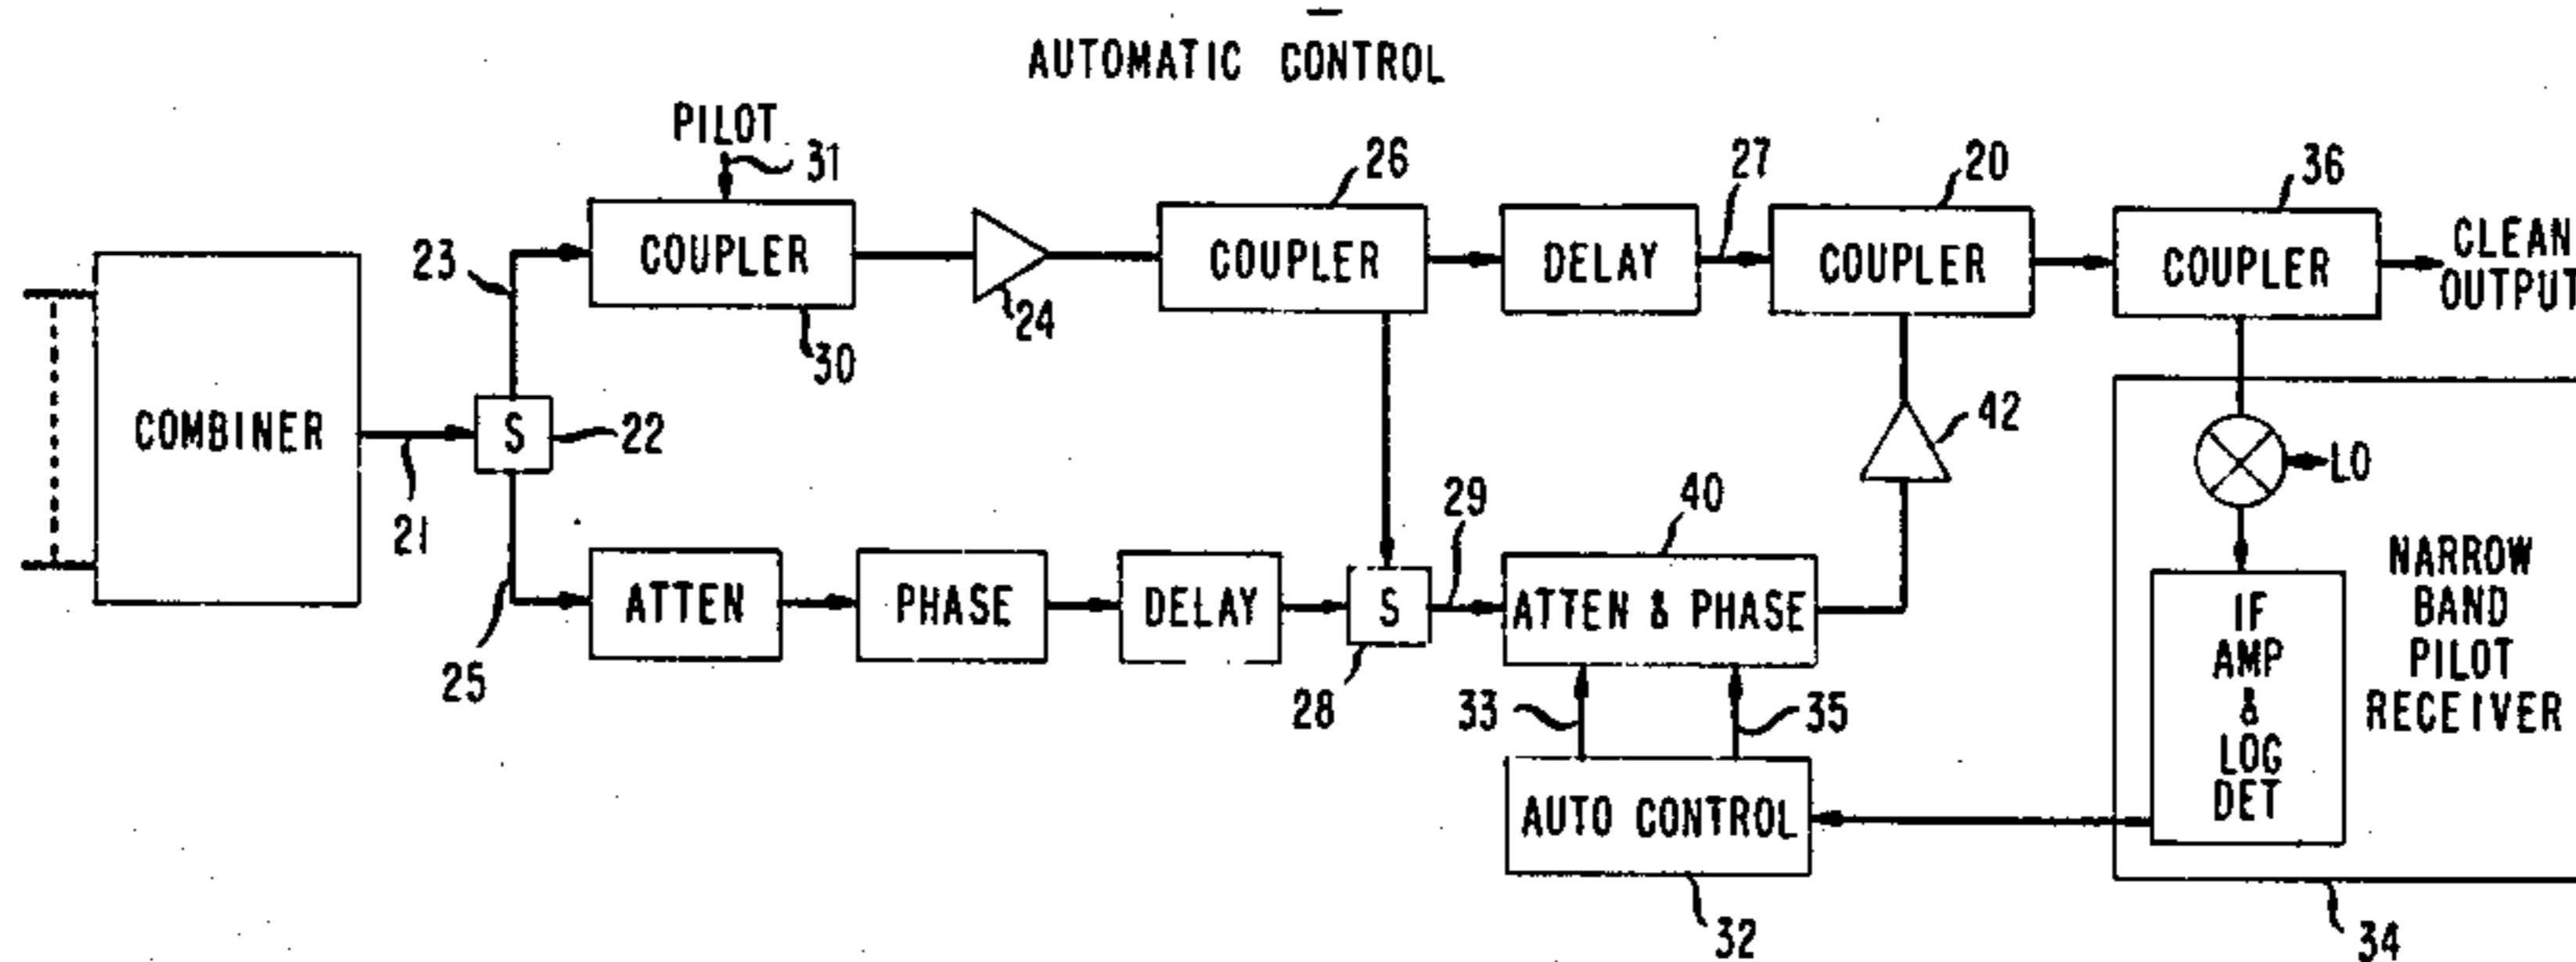 AUTOMATIC CONTROL
PILOT
31
COUPLER
30
23
24
26
COUPLER
DELAY
27
20
COUPLER
36
COUPLER
CLEAN
OUTPUT
COMBINER
21
S
22
25
ATTEN
PHASE
DELAY
S
28
29
40
ATTEN & PHASE
42
LO
33
35
AUTO CONTROL
32
IF
AMP
&
LOG
DET
NARROW
BAND
PILOT
RECEIVER
34